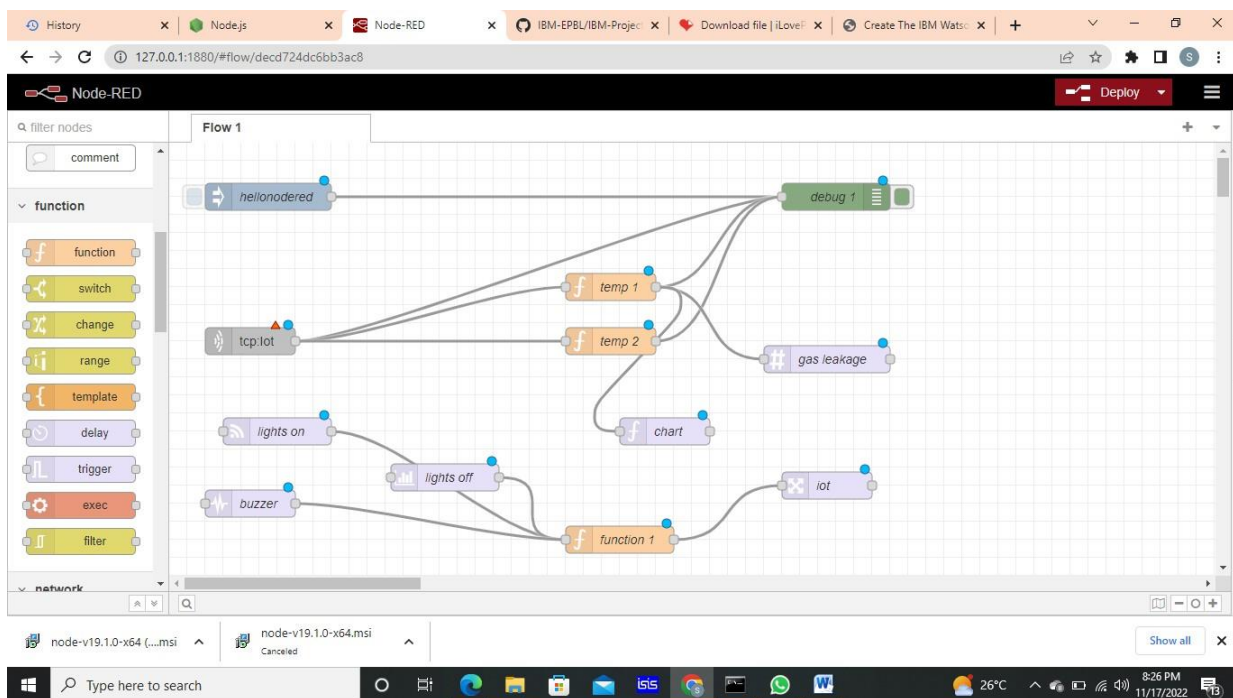 History
Node.js
Node-RED
IBM-EPBL/IBM-Projec
Download file | iLoveP
Create The IBM Watso
127.0.0.1:1880/#flow/decd724dc6bb3ac8
S
Node-RED
Deploy
filter nodes
Flow 1
comment
function
function
switch
change
range
template
delay
trigger
exec
filter
network
hellonodered
debug 1
temp 1
tcp:Iot
temp 2
gas leakage
lights on
chart
lights off
iot
buzzer
function 1
node-v19.1.0-x64 (....msi
node-v19.1.0-x64.msi
Canceled
Show all
Type here to search
isis
26°C
8:26 PM
11/17/2022